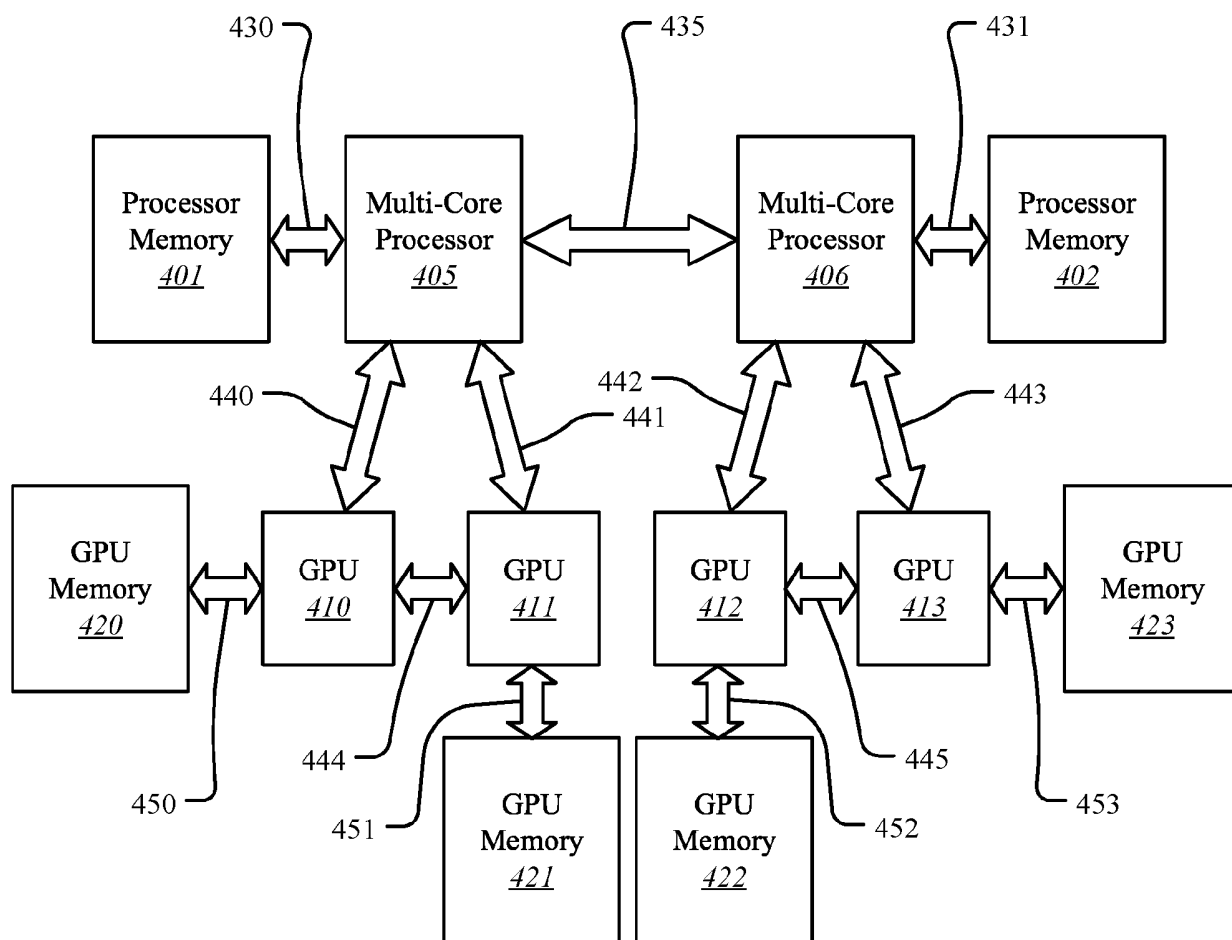 430
435
431
Processor
Memory
401
Multi-Core
Processor
405
Multi-Core
Processor
406
Processor
Memory
402
440
441
442
443
GPU
Memory
420
GPU
410
GPU
411
GPU
412
GPU
413
GPU
Memory
423
450
444
451
GPU
Memory
421
GPU
Memory
422
452
445
453